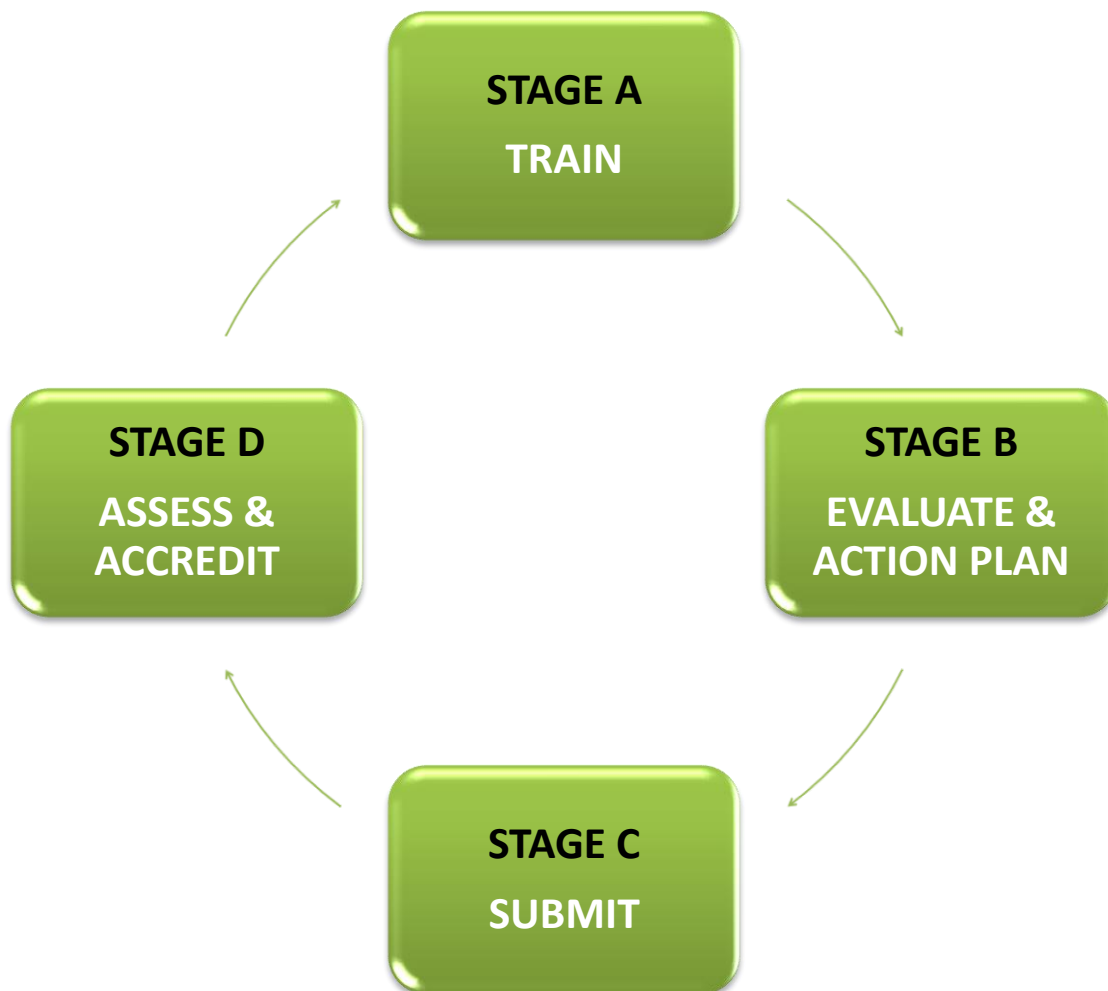 STAGE A
TRAIN
STAGE B
EVALUATE &
ACTION PLAN
STAGE C
SUBMIT
STAGE D
ASSESS &
ACCREDIT